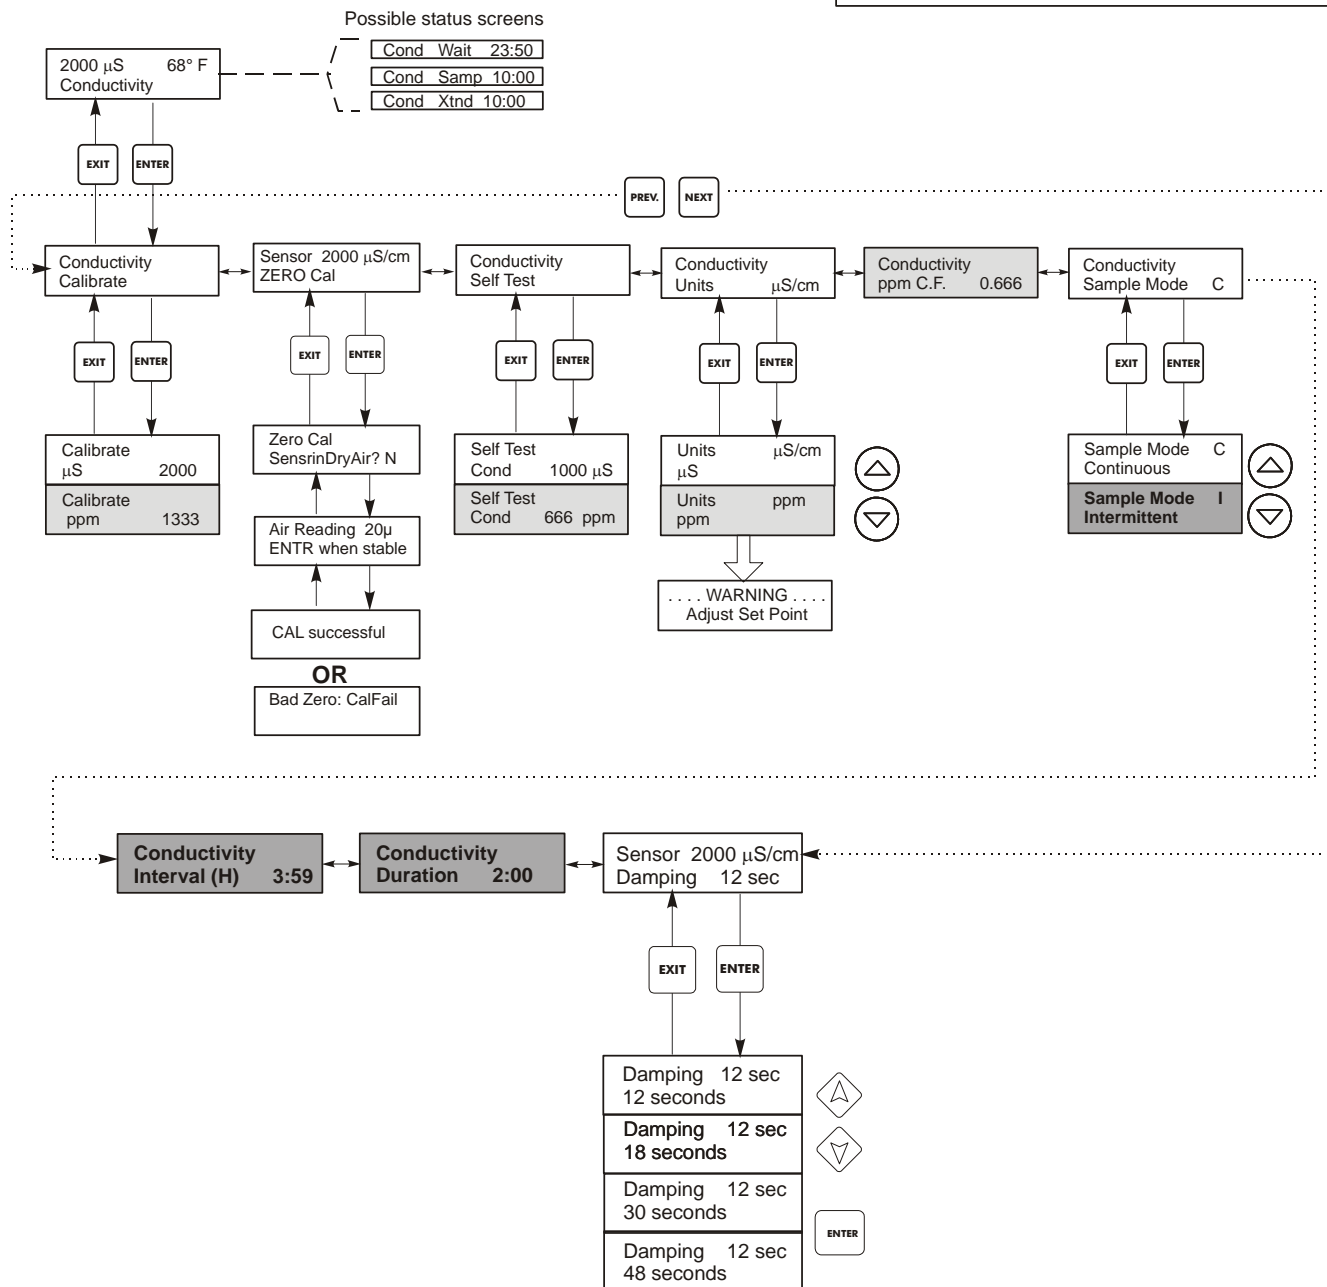 Possible status screens
2000 µS 68° F
Conductivity
Cond Wait 23:50
Cond Samp 10:00
Cond Xtnd 10:00
EXIT
ENTER
PREV.
NEXT
Conductivity
Calibrate
Sensor 2000 µS/cm
ZERO Cal
Conductivity
Self Test
Conductivity
Units µS/cm
Conductivity
ppm C.F. 0.666
Conductivity
Sample Mode C
EXIT
ENTER
EXIT
ENTER
EXIT
ENTER
EXIT
ENTER
EXIT
ENTER
Calibrate
µS 2000
Calibrate
ppm 1333
Zero Cal
SensrinDryAir? N
Air Reading 20µ
ENTR when stable
CAL successful
OR
Bad Zero: CalFail
Self Test
Cond 1000 µS
Self Test
Cond 666 ppm
Units µS/cm
µS
Units ppm
ppm
. . . . WARNING . . . .
Adjust Set Point
Sample Mode C
Continuous
Sample Mode I
Intermittent
Conductivity
Interval (H) 3:59
Conductivity
Duration 2:00
Sensor 2000 µS/cm
Damping 12 sec
EXIT
ENTER
Damping 12 sec
12 seconds
Damping 12 sec
18 seconds
Damping 12 sec
30 seconds
Damping 12 sec
48 seconds
ENTER